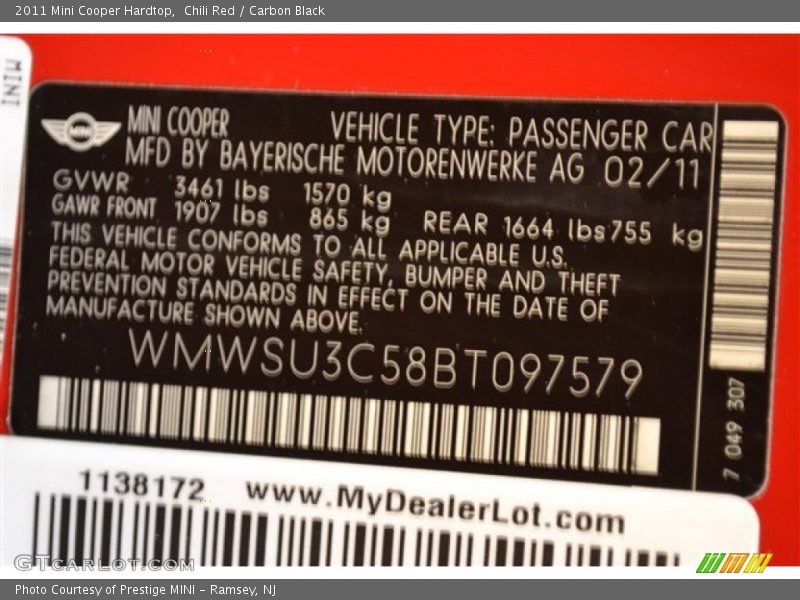 2011 Mini Cooper Hardtop,  Chili Red / Carbon Black
MINI
MINI
MINI COOPER
VEHICLE TYPE: PASSENGER CAR
MFD BY BAYERISCHE MOTORENWERKE AG 02/11
GVWR 3461 lbs 1570 kg
GAWR FRONT 1907 lbs 865 kg REAR 1664 lbs 755 kg
THIS VEHICLE CONFORMS TO ALL APPLICABLE U.S.
FEDERAL MOTOR VEHICLE SAFETY, BUMPER AND THEFT
PREVENTION STANDARDS IN EFFECT ON THE DATE OF
MANUFACTURE SHOWN ABOVE.
WMWSU3C58BT097579
7 049 307
1138172 www.MyDealerLot.com
GTcarlot.com
Photo Courtesy of Prestige MINI - Ramsey, NJ